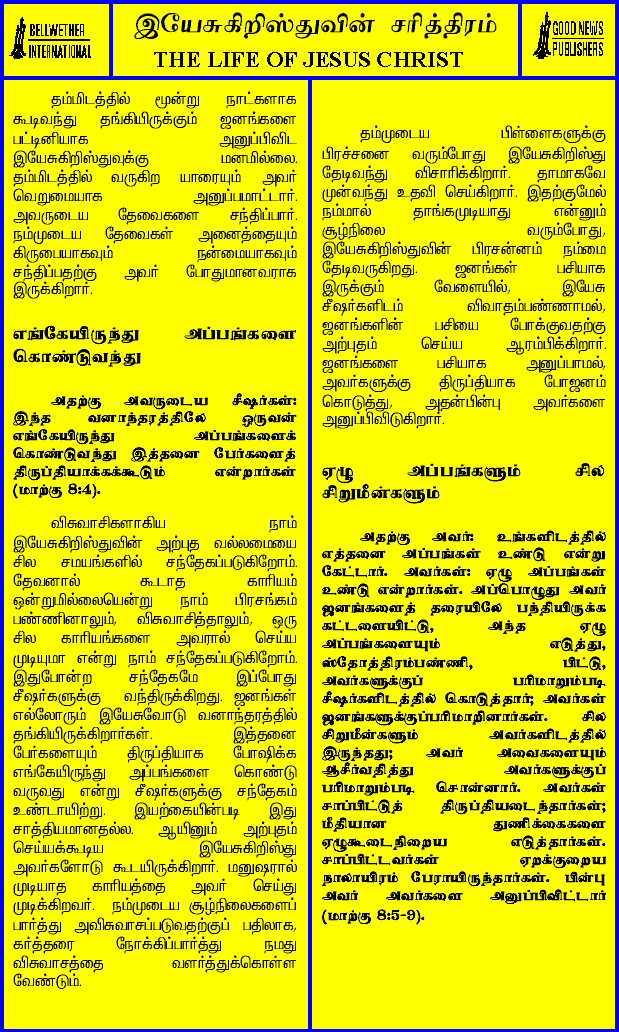 BELLWETHER
INTERNATIONAL
இயேசுகிறிஸ்துவின் சரித்திரம்
THE LIFE OF JESUS CHRIST
GOOD NEWS
PUBLISHERS
தம்மிடத்தில் மூன்று நாட்களாக
கூடிவந்து தங்கியிருக்கும் ஜனங்களை
பட்டினியாக அனுப்பிவிட
இயேசுகிறிஸ்துவுக்கு மனமில்லை.
தம்மிடத்தில் வருகிற யாரையும் அவர்
வெறுமையாக அனுப்பமாட்டார்.
அவருடைய தேவைகளை சந்திப்பார்.
நம்முடைய தேவைகள் அனைத்தையும்
கிருபையாகவும் நன்மையாகவும்
சந்திப்பதற்கு அவர் போதுமானவராக
இருக்கிறார்.
எங்கேயிருந்து அப்பங்களை
கொண்டுவந்து
அதற்கு அவருடைய சீஷர்கள்:
இந்த வனாந்தரத்திலே ஒருவன்
எங்கேயிருந்து அப்பங்களைக்
கொண்டுவந்து இத்தனை பேர்களைத்
திருப்தியாக்கக்கூடும் என்றார்கள்
(மாற்கு 8:4).
விசுவாசிகளாகிய நாம்
இயேசுகிறிஸ்துவின் அற்புத வல்லமையை
சில சமயங்களில் சந்தேகப்படுகிறோம்.
தேவனால் கூடாத காரியம்
ஒன்றுமில்லையென்று நாம் பிரசங்கம்
பண்ணினாலும், விசுவாசித்தாலும், ஒரு
சில காரியங்களை அவரால் செய்ய
முடியுமா என்று நாம் சந்தேகப்படுகிறோம்.
இதுபோன்ற சந்தேகமே இப்போது
சீஷர்களுக்கு வந்திருக்கிறது. ஜனங்கள்
எல்லோரும் இயேசுவோடு வனாந்தரத்தில்
தங்கியிருக்கிறார்கள். இத்தனை
பேர்களையும் திருப்தியாக போஷிக்க
எங்கேயிருந்து அப்பங்களை கொண்டு
வருவது என்று சீஷர்களுக்கு சந்தேகம்
உண்டாயிற்று. இயற்கையின்படி இது
சாத்தியமானதல்ல. ஆயினும் அற்புதம்
செய்யக்கூடிய இயேசுகிறிஸ்து
அவர்களோடு கூடயிருக்கிறார். மனுஷரால்
முடியாத காரியத்தை அவர் செய்து
முடிக்கிறவர். நம்முடைய சூழ்நிலைகளைப்
பார்த்து அவிசுவாசப்படுவதற்குப் பதிலாக,
கர்த்தரை நோக்கிப்பார்த்து நமது
விசுவாசத்தை வளர்த்துக்கொள்ள
வேண்டும்.
தம்முடைய பிள்ளைகளுக்கு
பிரச்சனை வரும்போது இயேசுகிறிஸ்து
தேடிவந்து விசாரிக்கிறார். தாமாகவே
முன்வந்து உதவி செய்கிறார். இதற்குமேல்
நம்மால் தாங்கமுடியாது என்னும்
சூழ்நிலை வரும்போது,
இயேசுகிறிஸ்துவின் பிரசன்னம் நம்மை
தேடிவருகிறது. ஜனங்கள் பசியாக
இருக்கும் வேளையில், இயேசு
சீஷர்களிடம் விவாதம்பண்ணாமல்,
ஜனங்களின் பசியை போக்குவதற்கு
அற்புதம் செய்ய ஆரம்பிக்கிறார்.
ஜனங்களை பசியாக அனுப்பாமல்,
அவர்களுக்கு திருப்தியாக போஜனம்
கொடுத்து, அதன்பின்பு அவர்களை
அனுப்பிவிடுகிறார்.
ஏழு அப்பங்களும் சில
சிறுமீன்களும்
அதற்கு அவர்: உங்களிடத்தில்
எத்தனை அப்பங்கள் உண்டு என்று
கேட்டார். அவர்கள்: ஏழு அப்பங்கள்
உண்டு என்றார்கள். அப்பொழுது அவர்
ஜனங்களைத் தரையிலே பந்தியிருக்க
கட்டளையிட்டு, அந்த ஏழு
அப்பங்களையும் எடுத்து,
ஸ்தோத்திரம்பண்ணி, பிட்டு,
அவர்களுக்குப் பரிமாறும்படி
சீஷர்களிடத்தில் கொடுத்தார்; அவர்கள்
ஜனங்களுக்குப்பரிமாறினார்கள். சில
சிறுமீன்களும் அவர்களிடத்தில்
இருந்தது; அவர் அவைகளையும்
ஆசீர்வதித்து அவர்களுக்குப்
பரிமாறும்படி சொன்னார். அவர்கள்
சாப்பிட்டுத் திருப்தியடைந்தார்கள்;
மீதியான துணிக்கைகளை
ஏழுகூடைநிறைய எடுத்தார்கள்.
சாப்பிட்டவர்கள் ஏறக்குறைய
நாலாயிரம் பேராயிருந்தார்கள். பின்பு
அவர் அவர்களை அனுப்பிவிட்டார்
(மாற்கு 8:5-9).